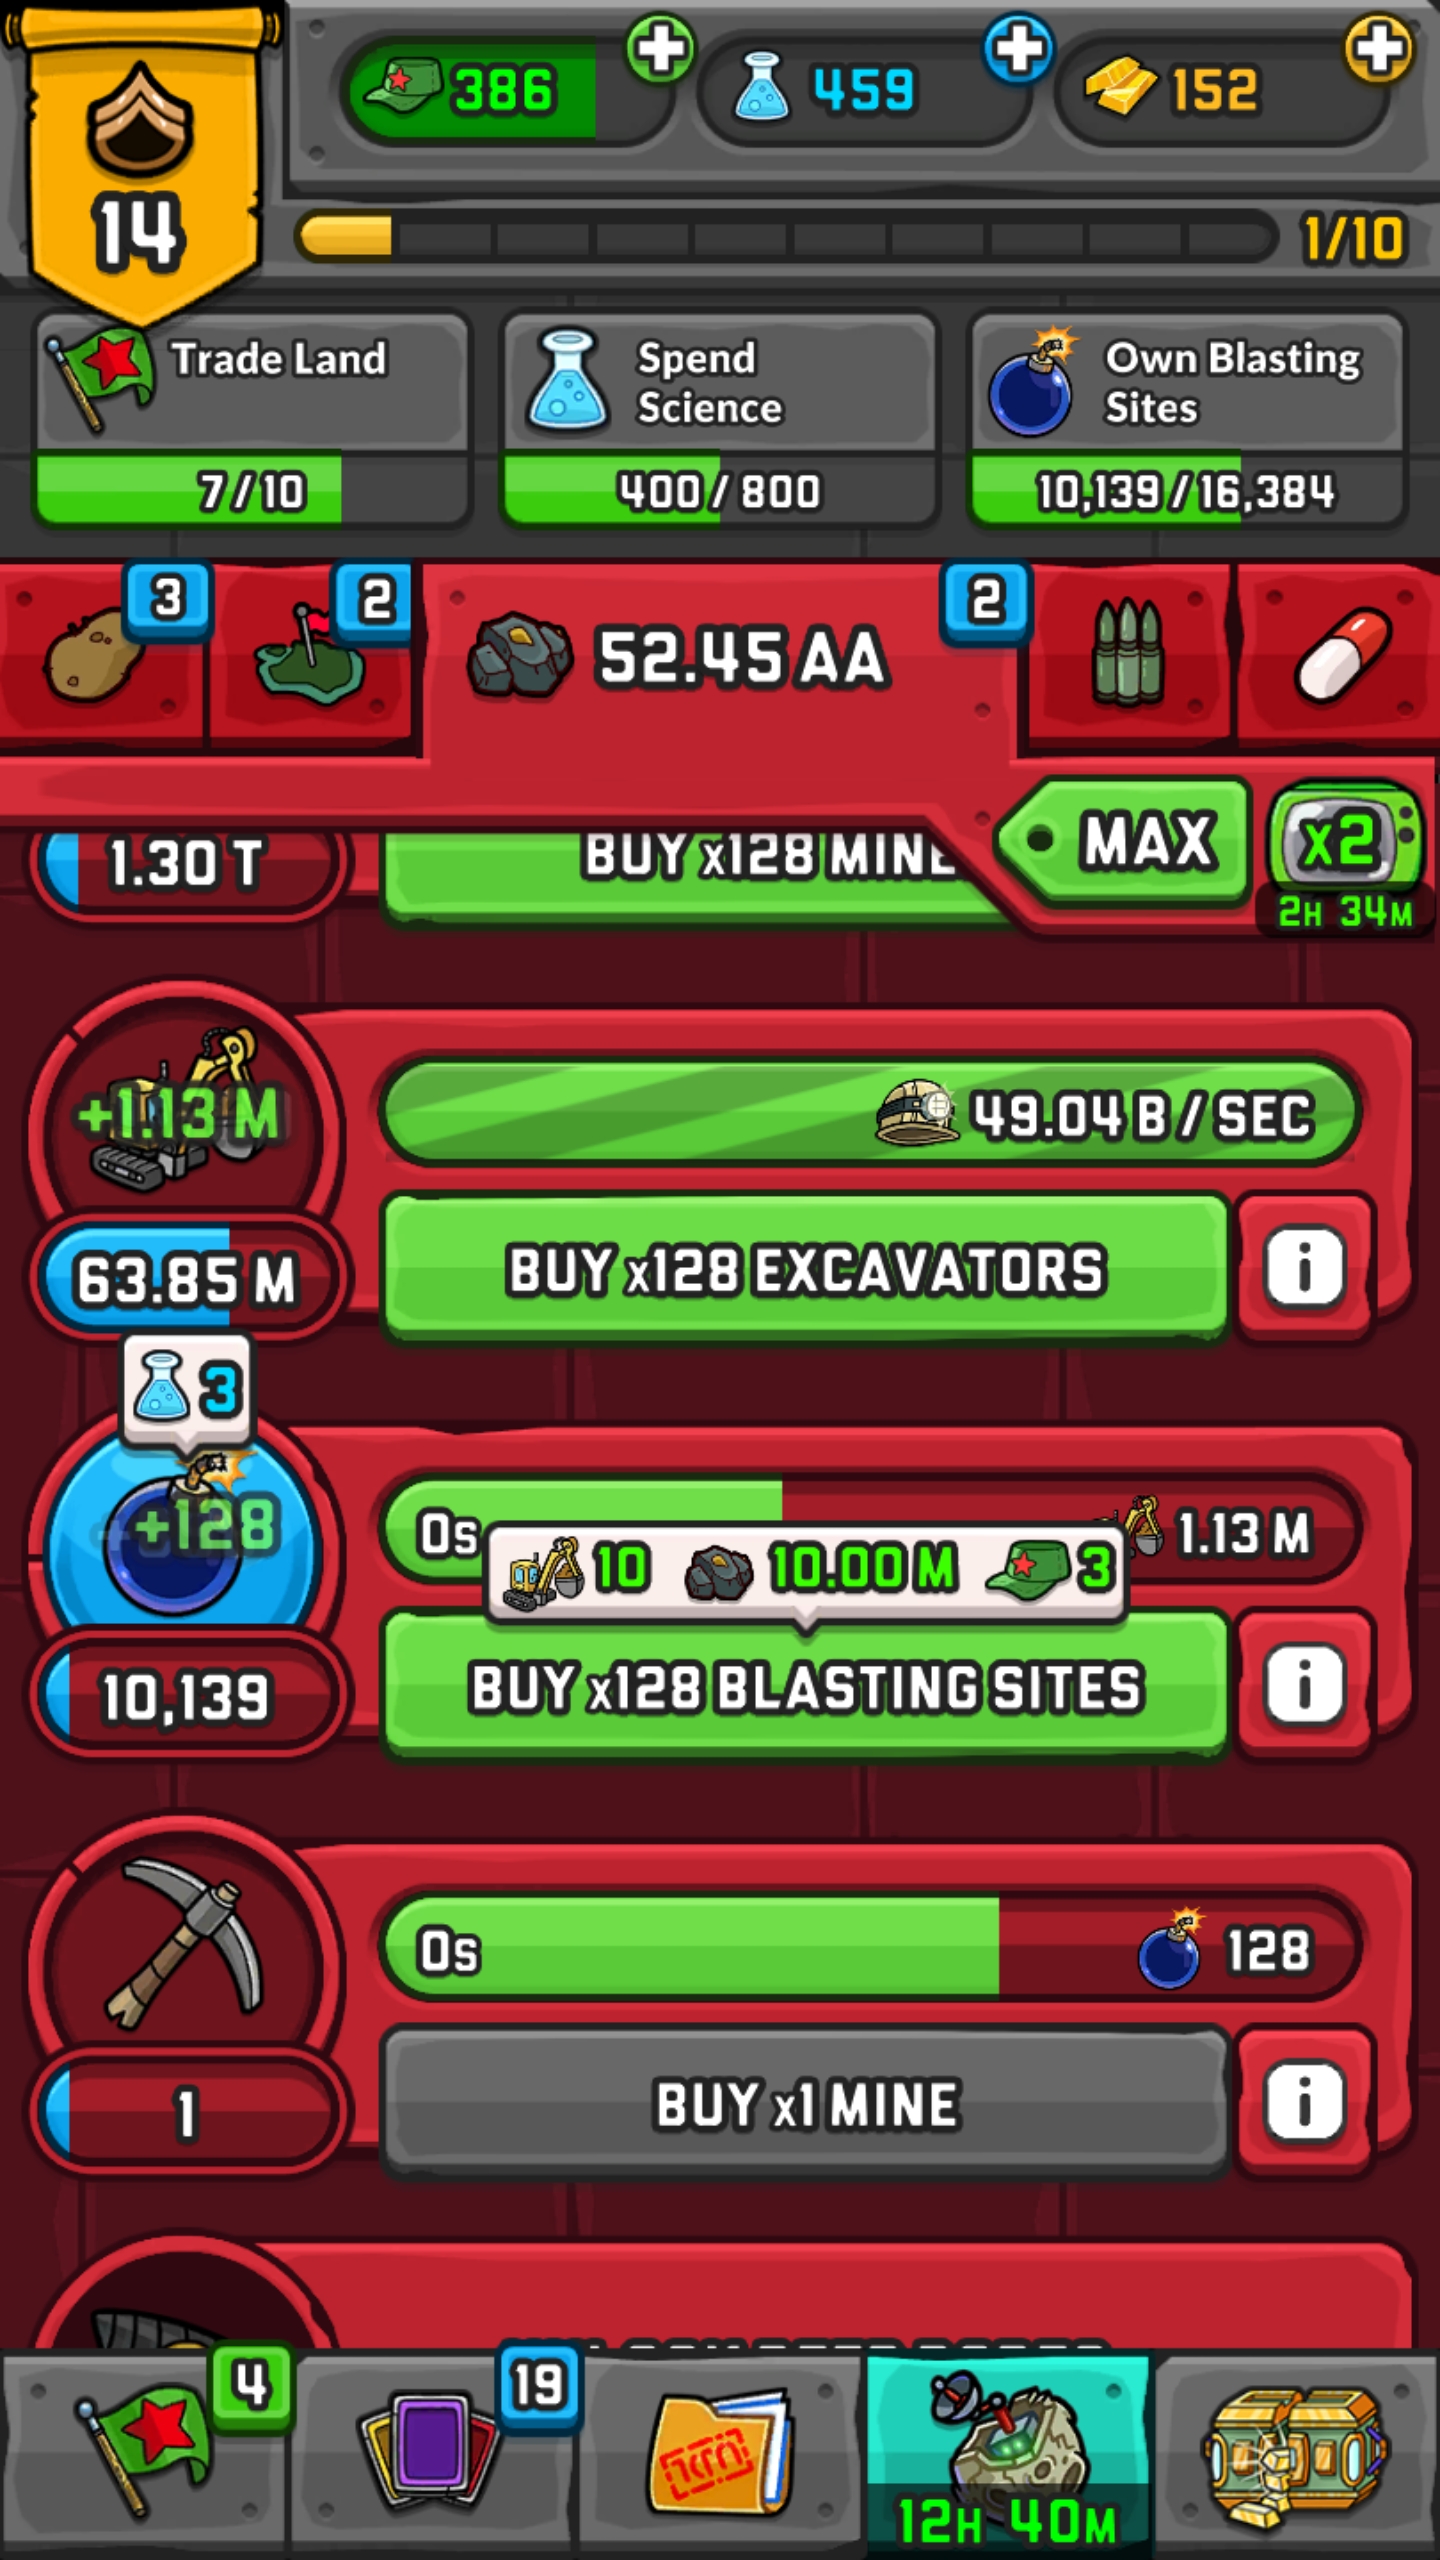 14
386
459
152
1/10
Trade Land
7/10
Spend
Science
400/800
Own Blasting
Sites
10,139/16,384
3
2
52.45 AA
2
MAX
x2
2H 34M
1.30 T
BUY x128 MINE
+1.13 M
49.04 B / SEC
63.85 M
BUY x128 EXCAVATORS
3
+128
0s
1.13 M
10
10.00 M
3
10,139
BUY x128 BLASTING SITES
0s
128
1
BUY x1 MINE
4
19
12H 40M